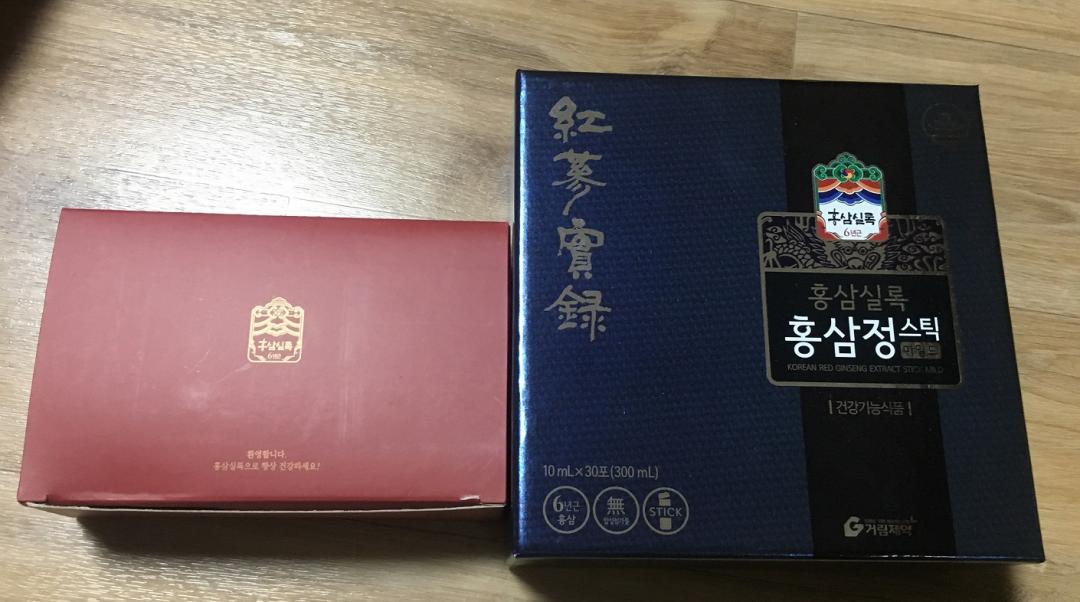 홍삼실록
6년근
환영합니다.
홍삼실록으로 항상 건강하세요!
紅蔘實録
홍삼실록
6년근
홍삼실록
홍삼정스틱
마일드
KOREAN RED GINSENG EXTRACT STICK MILD
건강기능식품
10 mL×30포(300 mL)
6년근
홍삼
無
STICK
거림제약